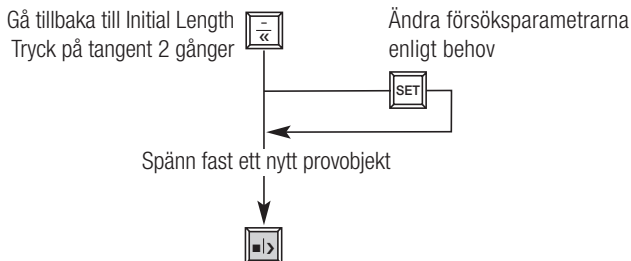 Gå tillbaka till Initial Length
Tryck på tangent 2 gånger
-
«
Ändra försöksparametrarna
enligt behov
SET
Spänn fast ett nytt provobjekt